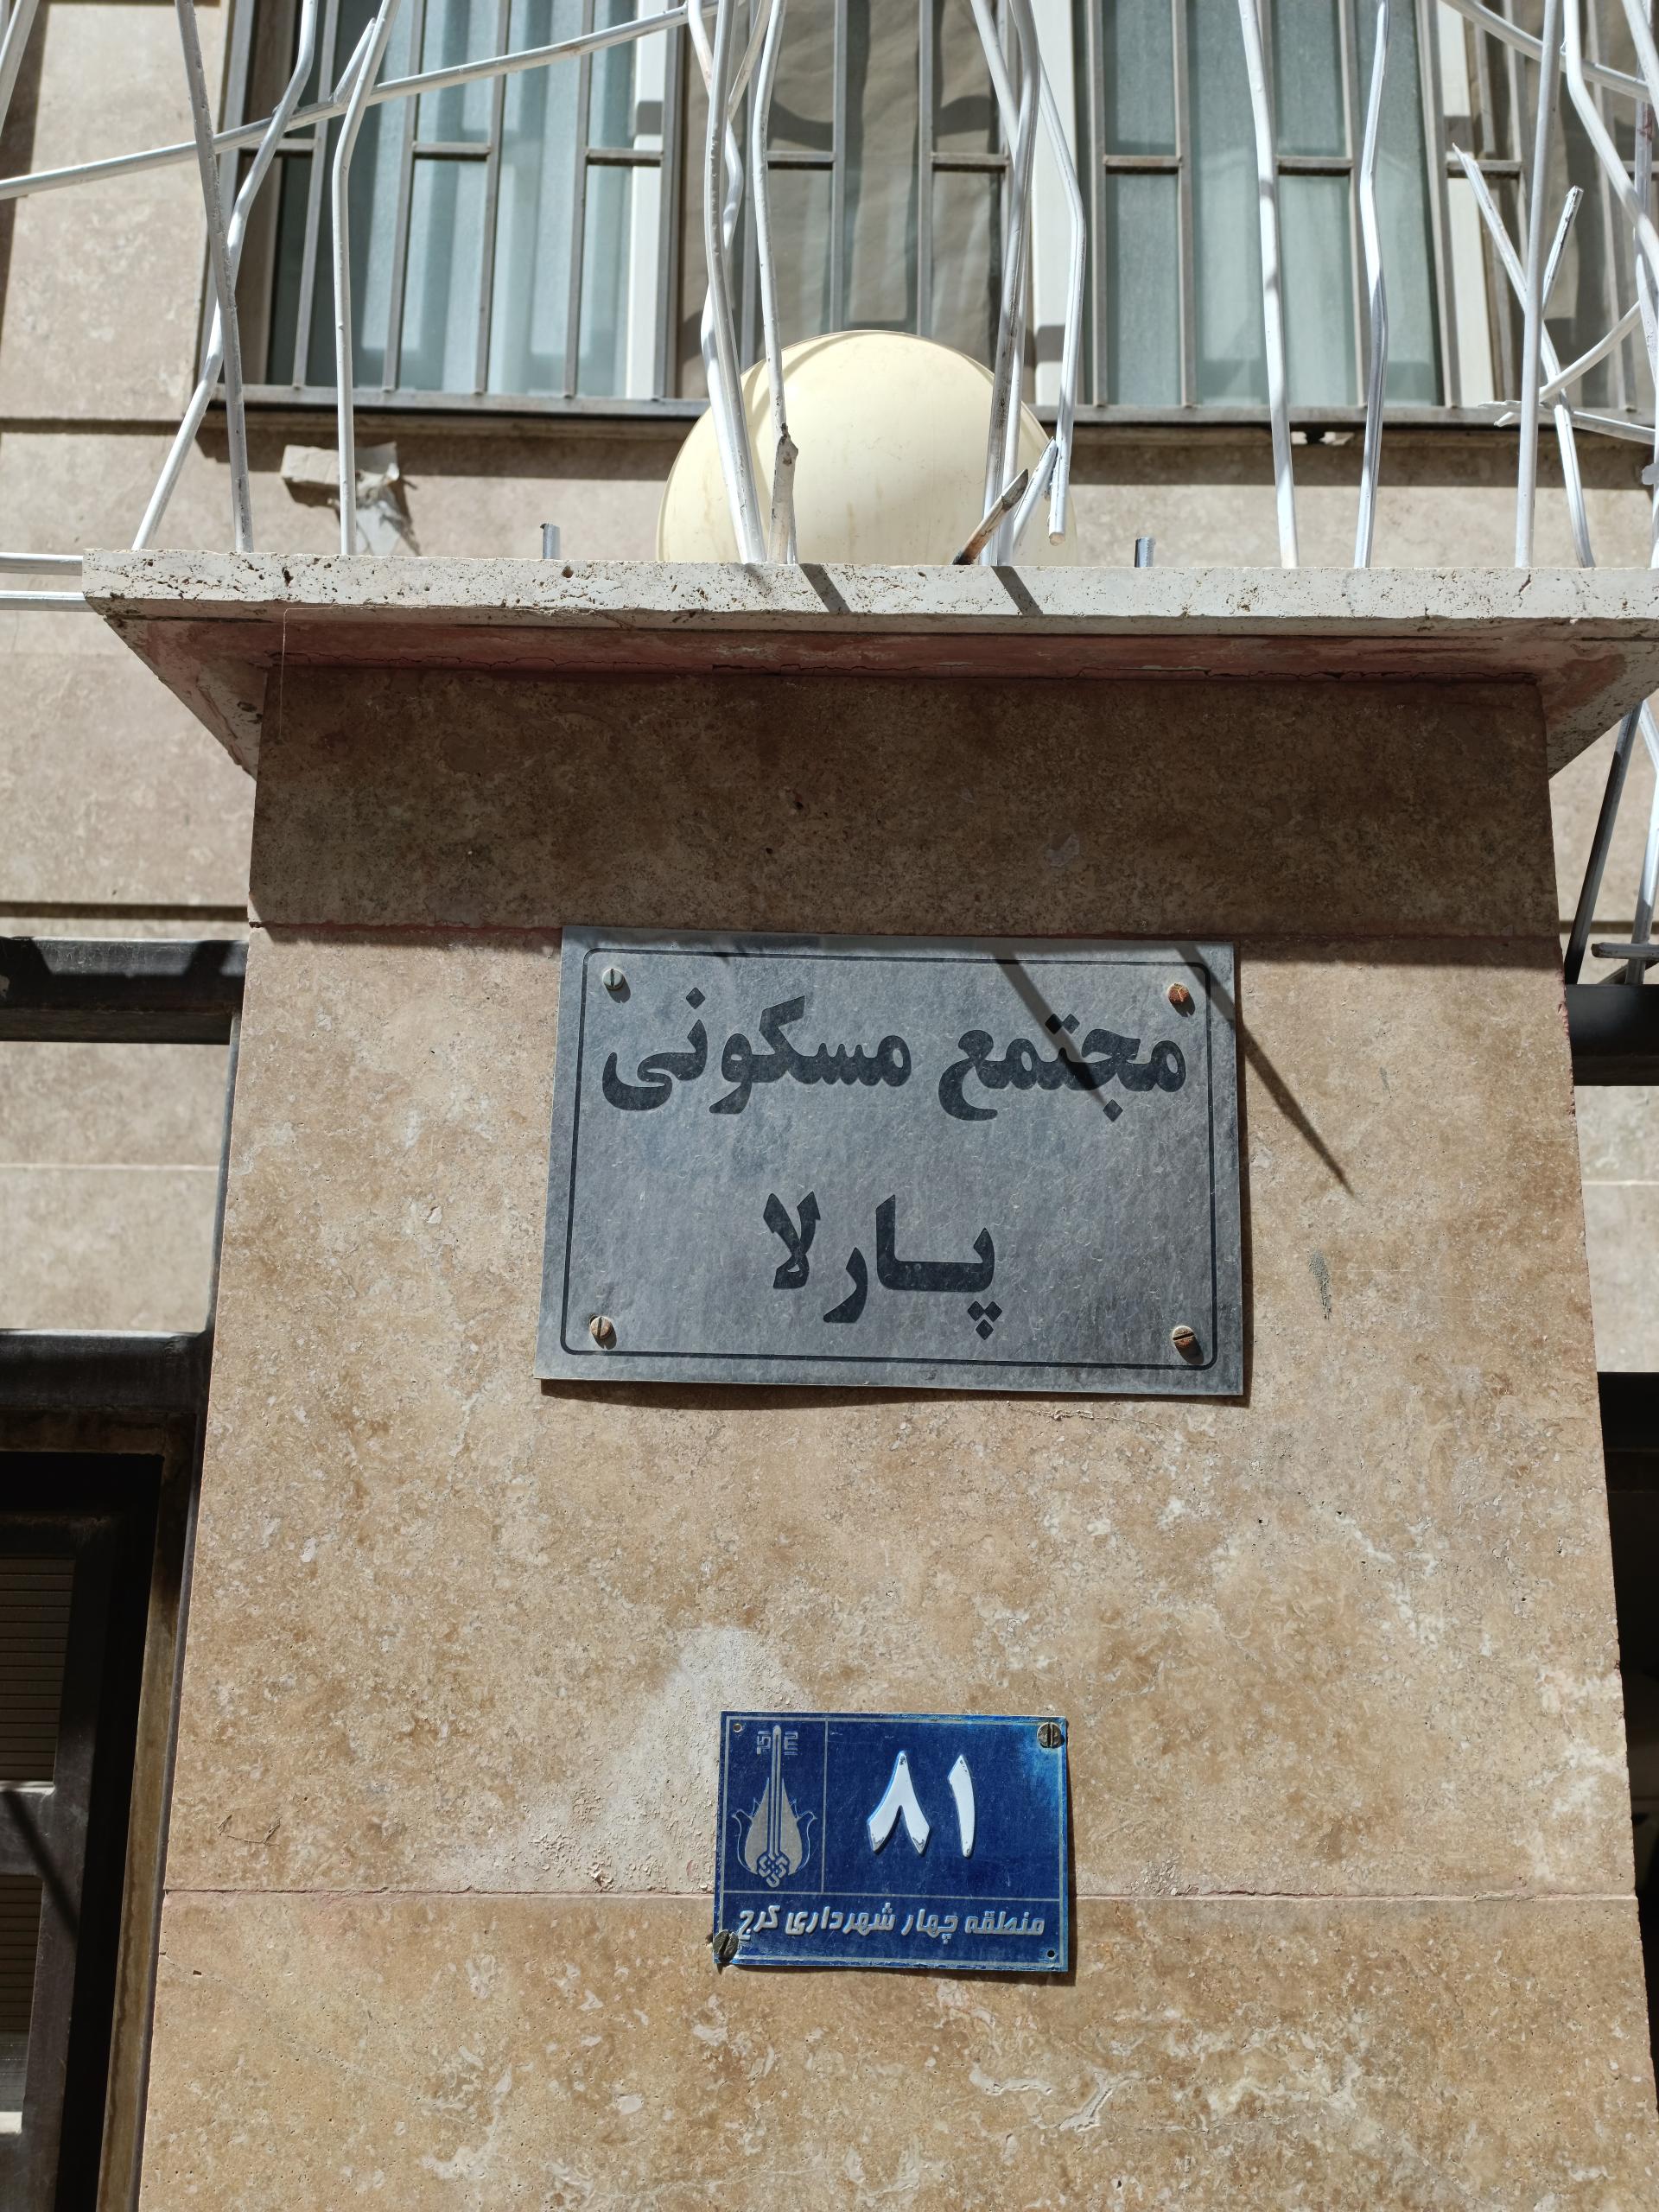 مجتمع مسکونی
پارلا
۸۱
منطقه چهار شهرداری کرج